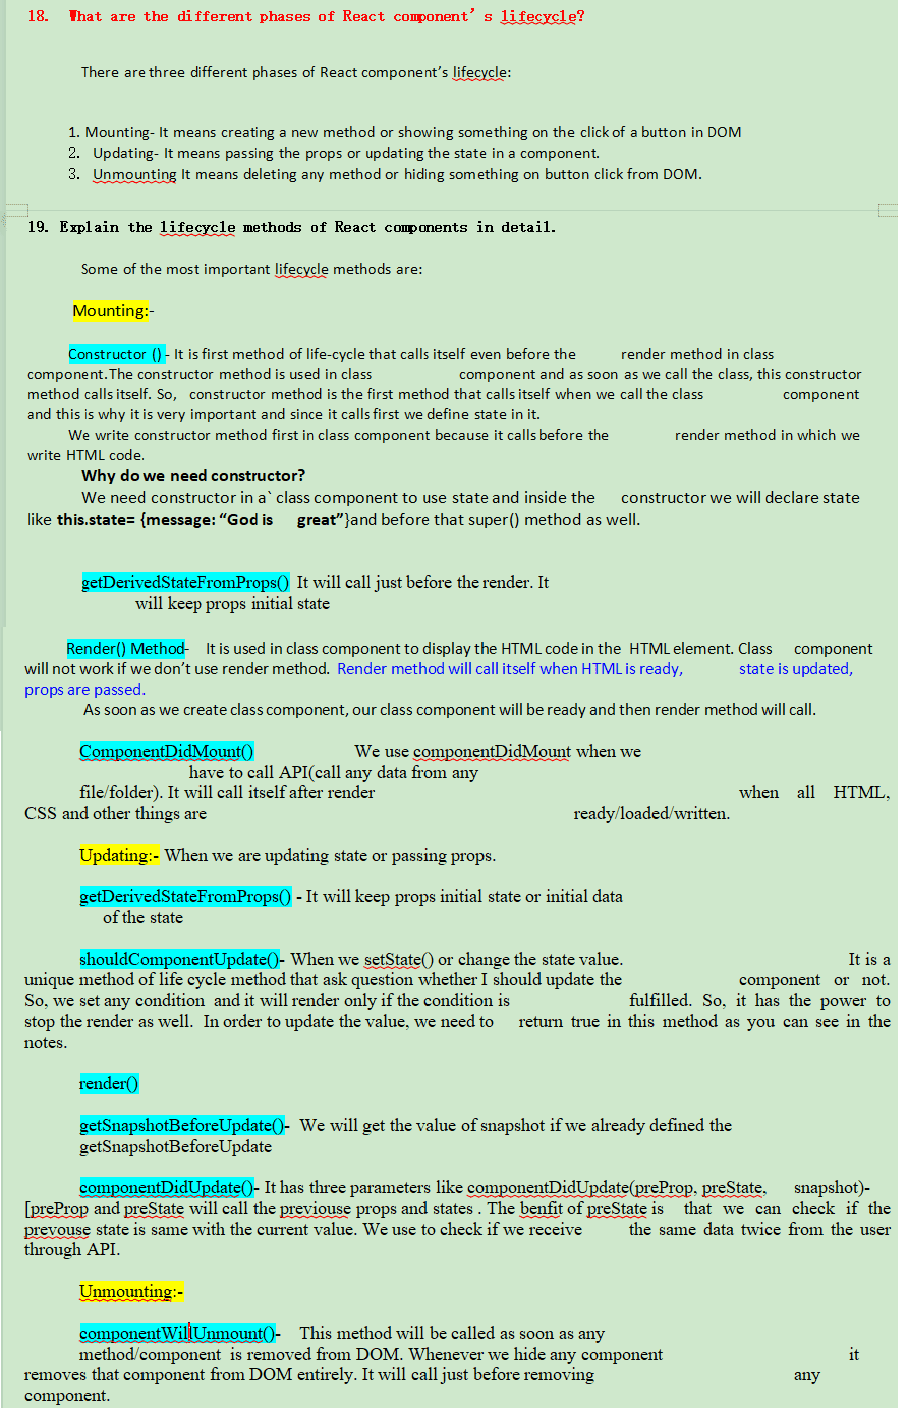 18. What are the different phases of React component's lifecycle?
There are three different phases of React component's lifecycle:
1. Mounting- It means creating a new method or showing something on the click of a button in DOM
2. Updating- It means passing the props or updating the state in a component.
3. Unmounting It means deleting any method or hiding something on button click from DOM.
19. Explain the lifecycle methods of React components in detail.
Some of the most important lifecycle methods are:
Mounting:-
Constructor () - It is first method of life-cycle that calls itself even before the render method in class
component.The constructor method is used in class component and as soon as we call the class, this constructor
method calls itself. So, constructor method is the first method that calls itself when we call the class component
and this is why it is very important and since it calls first we define state in it.
We write constructor method first in class component because it calls before the render method in which we
write HTML code.
Why do we need constructor?
We need constructor in a` class component to use state and inside the constructor we will declare state
like this.state= {message: “God is great”}and before that super() method as well.
getDerivedStateFromProps() It will call just before the render. It
will keep props initial state
Render() Method- It is used in class component to display the HTML code in the HTML element. Class component
will not work if we don't use render method. Render method will call itself when HTML is ready, state is updated,
props are passed.
As soon as we create class component, our class component will be ready and then render method will call.
ComponentDidMount() We use componentDidMount when we
have to call API(call any data from any
file/folder). It will call itself after render when all HTML,
CSS and other things are ready/loaded/written.
Updating:- When we are updating state or passing props.
getDerivedStateFromProps() - It will keep props initial state or initial data
of the state
shouldComponentUpdate()- When we setState() or change the state value. It is a
unique method of life cycle method that ask question whether I should update the component or not.
So, we set any condition and it will render only if the condition is fulfilled. So, it has the power to
stop the render as well. In order to update the value, we need to return true in this method as you can see in the
notes.
render()
getSnapshotBeforeUpdate()- We will get the value of snapshot if we already defined the
getSnapshotBeforeUpdate
componentDidUpdate()- It has three parameters like componentDidUpdate(preProp, preState, snapshot)-
[preProp and preState will call the previouse props and states . The benfit of preState is that we can check if the
prevouse state is same with the current value. We use to check if we receive the same data twice from the user
through API.
Unmounting:-
componentWillUnmount()- This method will be called as soon as any
method/component is removed from DOM. Whenever we hide any component it
removes that component from DOM entirely. It will call just before removing any
component.